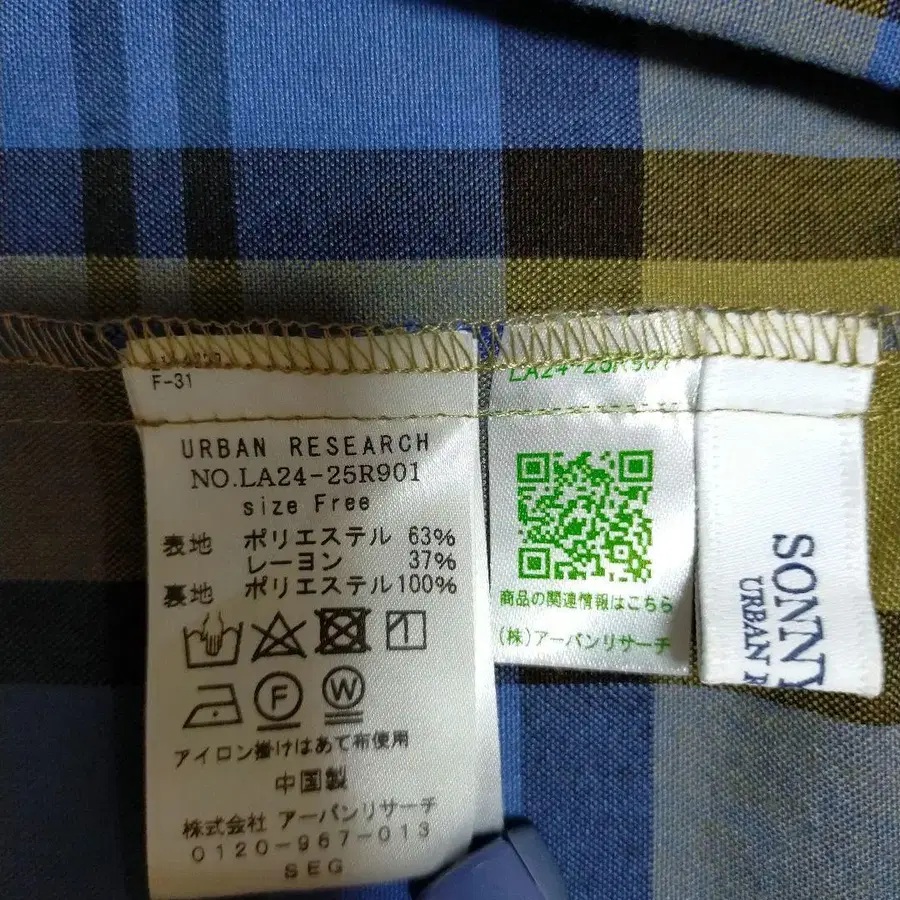 F-31
URBAN RESEARCH
NO.LA24-25R901
size Free
表地 ポリエステル 63%
レーヨン 37%
裏地 ポリエステル 100%
F W
アイロン掛けはあて布使用
中国製
株式会社 アーバンリサーチ
0120-967-013
SEG
LA24-25R901
商品の関連情報はこちら
(株)アーバンリサーチ
SONNY
URBAN R